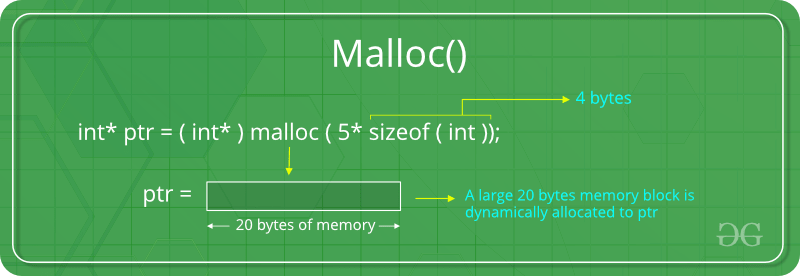 Malloc()
4 bytes
int* ptr = ( int* ) malloc ( 5* sizeof ( int ));
ptr =
A large 20 bytes memory block is
dynamically allocated to ptr
20 bytes of memory
GG